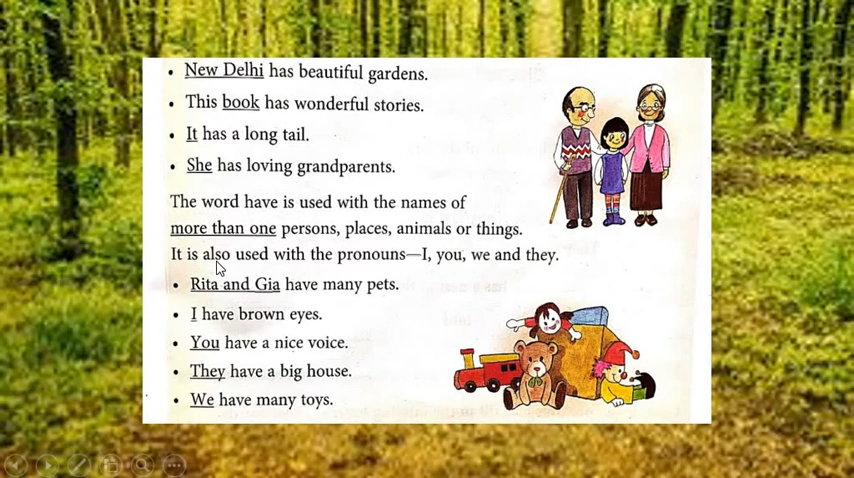 • New Delhi has beautiful gardens.
• This book has wonderful stories.
• It has a long tail.
• She has loving grandparents.
The word have is used with the names of
more than one persons, places, animals or things.
It is also used with the pronouns—I, you, we and they.
• Rita and Gia have many pets.
• I have brown eyes.
• You have a nice voice.
• They have a big house.
• We have many toys.